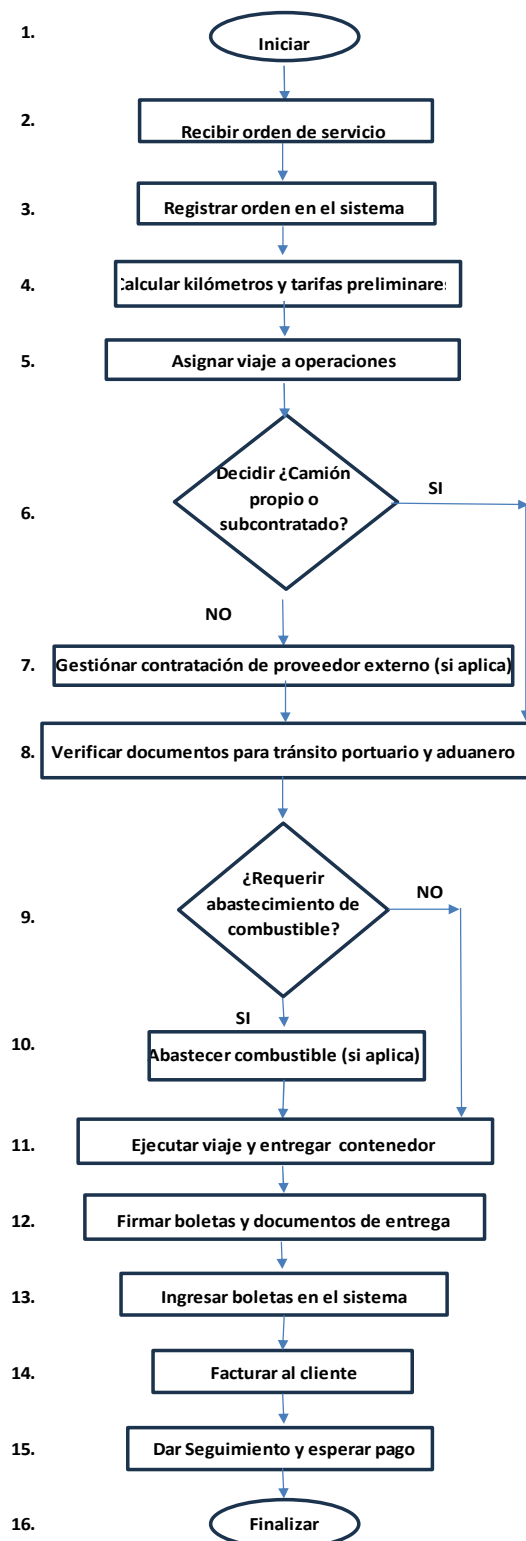 1.
Iniciar
2.
Recibir orden de servicio
3.
Registrar orden en el sistema
4.
Calcular kilómetros y tarifas preliminares
5.
Asignar viaje a operaciones
Decidir ¿Camión
propio o
subcontratado?
SI
6.
NO
7.
Gestiónar contratación de proveedor externo (si aplica)
8.
Verificar documentos para tránsito portuario y aduanero
¿Requerir
abastecimiento de
combustible?
NO
9.
SI
10.
Abastecer combustible (si aplica)
11.
Ejecutar viaje y entregar contenedor
12.
Firmar boletas y documentos de entrega
13.
Ingresar boletas en el sistema
14.
Facturar al cliente
15.
Dar Seguimiento y esperar pago
16.
Finalizar